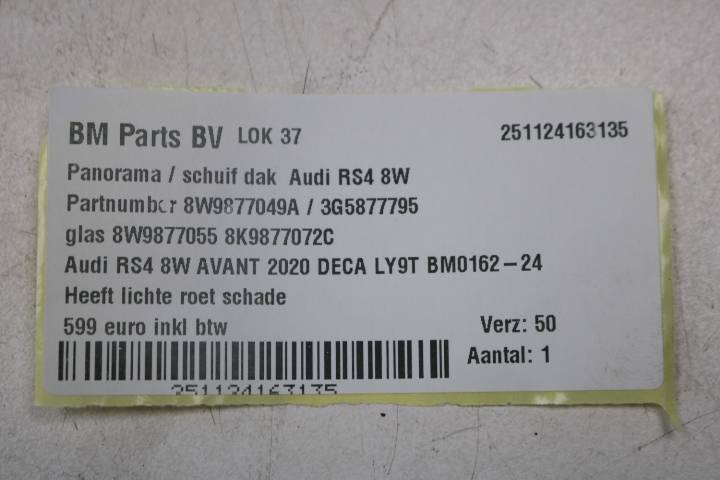 BM Parts BV LOK 37 251124163135
Panorama / schuif dak Audi RS4 8W
Partnumber 8W9877049A / 3G5877795
glas 8W9877055 8K9877072C
Audi RS4 8W AVANT 2020 DECA LY9T BM0162-24
Heeft lichte roet schade
599 euro inkl btw Verz: 50
Aantal: 1
251124163135